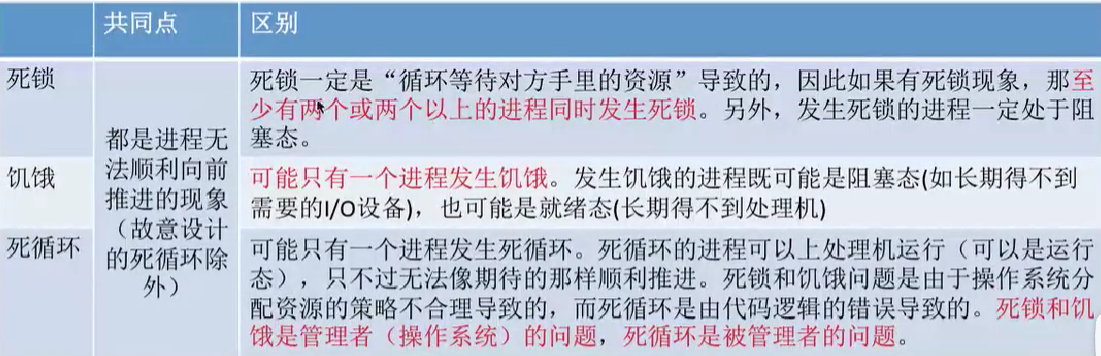 共同点
区别
死锁
死锁一定是“循环等待对方手里的资源”导致的，因此如果有死锁现象，那至
少有两个或两个以上的进程同时发生死锁。另外，发生死锁的进程一定处于阻
塞态。
都是进程无
法顺利向前
推进的现象
（故意设计
的死循环除
外）
饥饿
可能只有一个进程发生饥饿。发生饥饿的进程既可能是阻塞态(如长期得不到
需要的I/O设备)，也可能是就绪态(长期得不到处理机)
死循环
可能只有一个进程发生死循环。死循环的进程可以上处理机运行（可以是运行
态），只不过无法像期待的那样顺利推进。死锁和饥饿问题是由于操作系统分
配资源的策略不合理导致的，而死循环是由代码逻辑的错误导致的。死锁和饥
饿是管理者（操作系统）的问题，死循环是被管理者的问题。